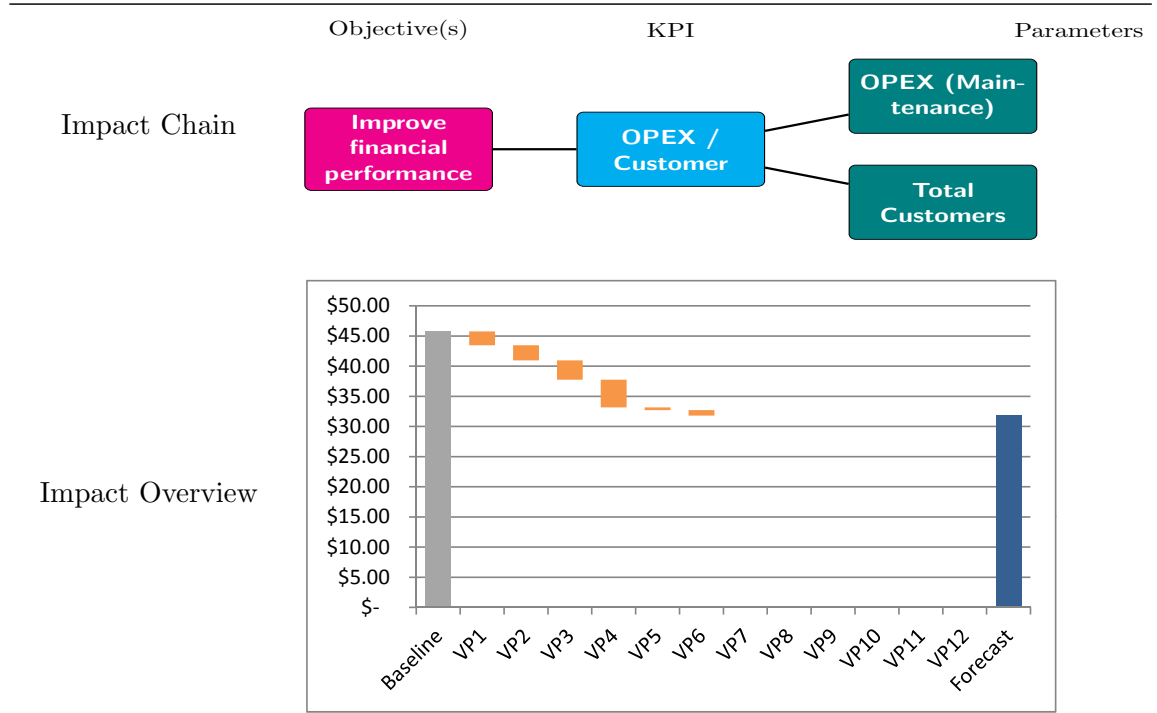 Objective(s) KPI Parameters
Impact Chain
Improve
financial
performance
OPEX /
Customer
OPEX (Main-
tenance)
Total
Customers
Impact Overview
$50.00
$45.00
$40.00
$35.00
$30.00
$25.00
$20.00
$15.00
$10.00
$5.00
$-
Baseline VP1 VP2 VP3 VP4 VP5 VP6 VP7 VP8 VP9 VP10 VP11 VP12 Forecast